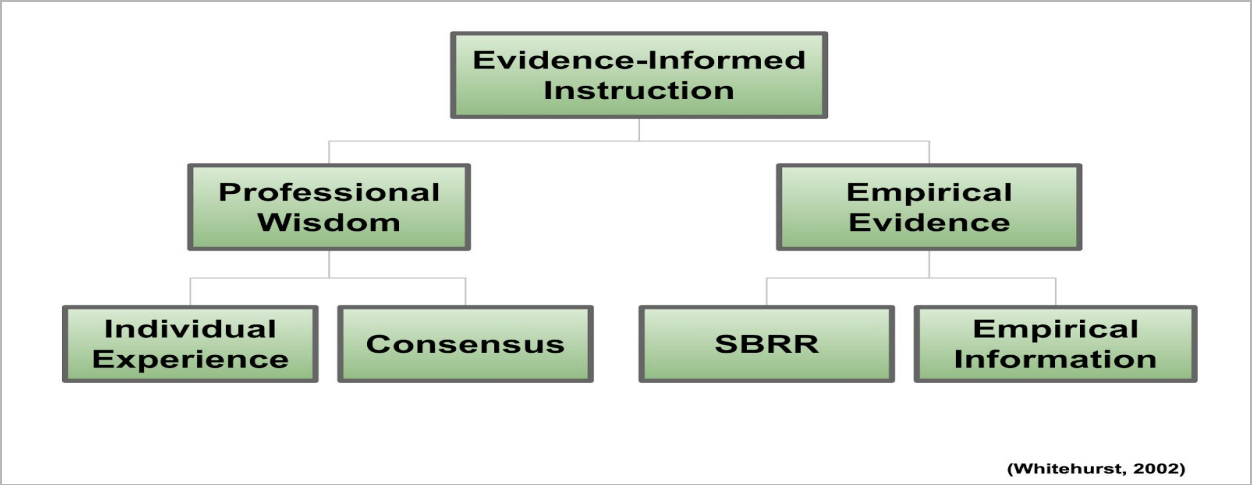 Evidence-Informed
Instruction
Professional
Wisdom
Empirical
Evidence
Individual
Experience
Consensus
SBRR
Empirical
Information
(Whitehurst, 2002)